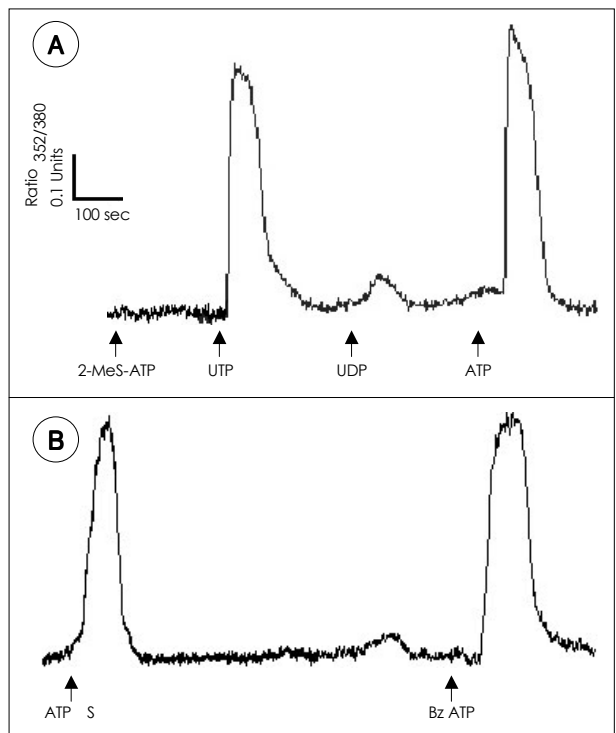 A
Ratio 352/380
0.1 Units
100 sec
2-MeS-ATP UTP UDP ATP
B
ATP S Bz ATP